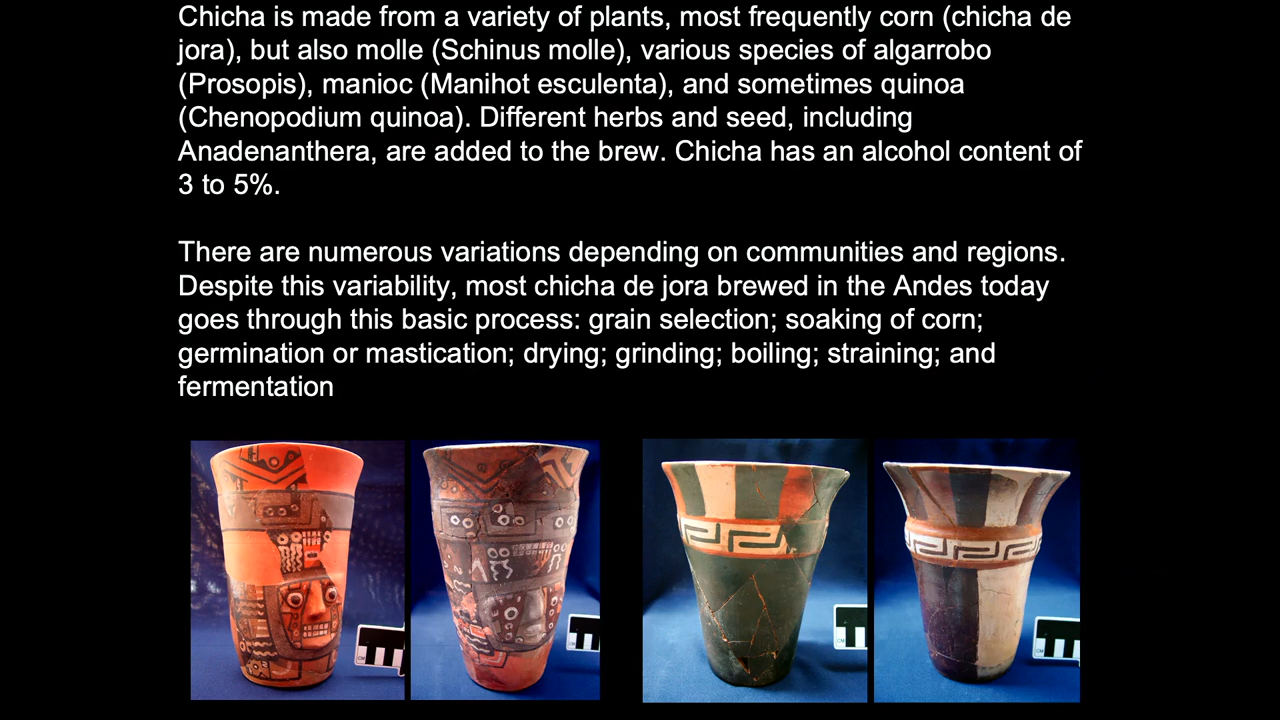 Chicha is made from a variety of plants, most frequently corn (chicha de
jora), but also molle (Schinus molle), various species of algarrobo
(Prosopis), manioc (Manihot esculenta), and sometimes quinoa
(Chenopodium quinoa). Different herbs and seed, including
Anadenanthera, are added to the brew. Chicha has an alcohol content of
3 to 5%.
There are numerous variations depending on communities and regions.
Despite this variability, most chicha de jora brewed in the Andes today
goes through this basic process: grain selection; soaking of corn;
germination or mastication; drying; grinding; boiling; straining; and
fermentation